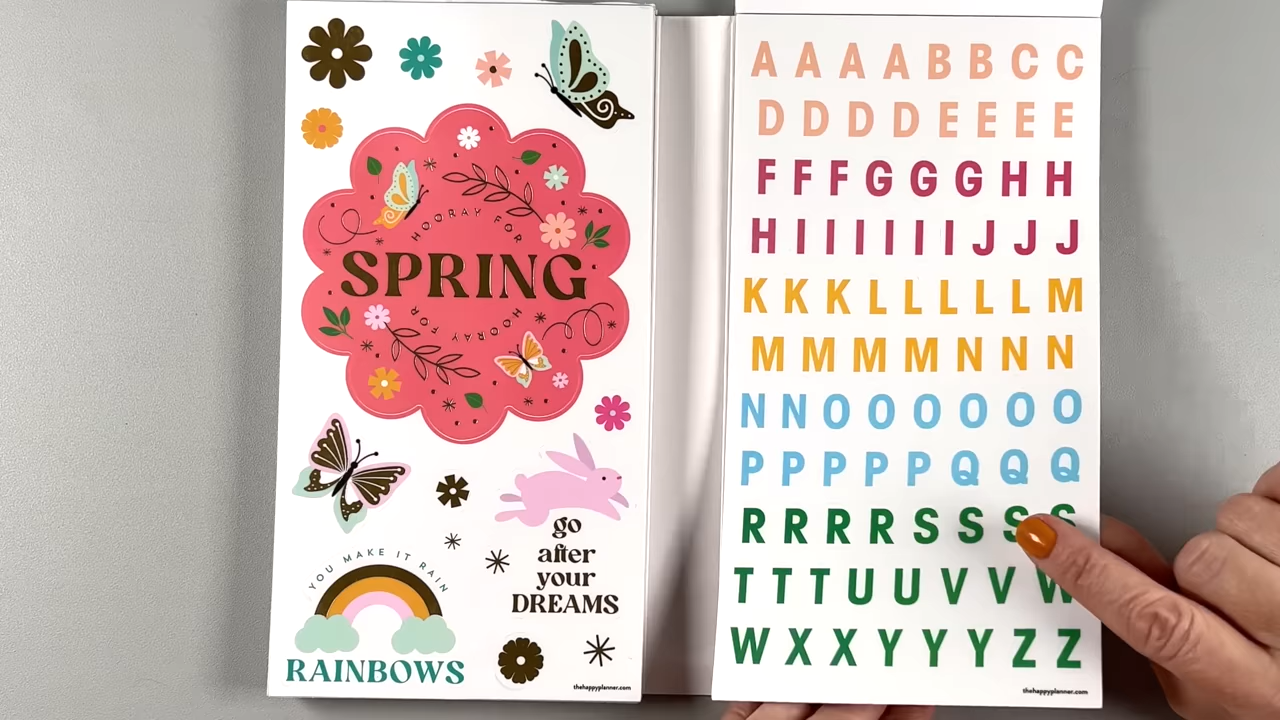 HOORAY FOR
SPRING
HOORAY FOR
YOU MAKE IT RAIN
RAINBOWS
go
after
your
DREAMS
thehappyplanner.com
A A A A B B C C
D D D D E E E E
F F F G G G H H
H I I I I I J J J
K K K L L L L L M
M M M M M N N N
N N O O O O O O
P P P P P Q Q Q
R R R R S S S S
T T T U U V V W
W X X Y Y Y Z Z
thehappyplanner.com